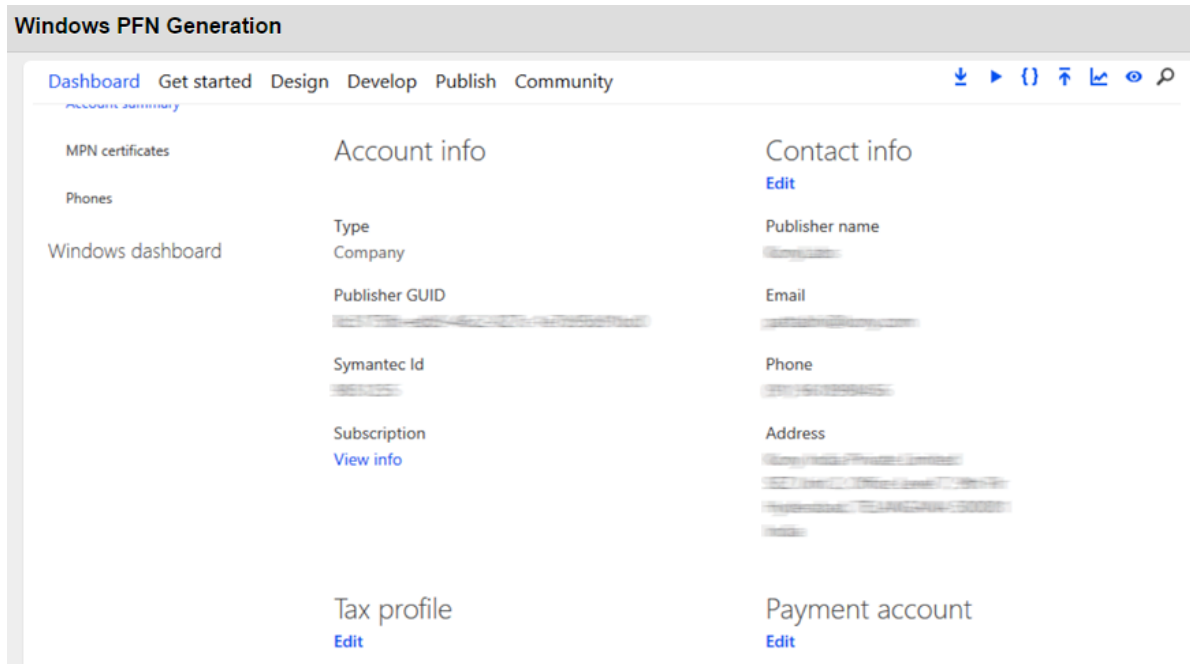 Windows PFN Generation
Dashboard Get started Design Develop Publish Community
Account summary
MPN certificates
Phones
Windows dashboard
Account info
Type
Company
Publisher GUID
Symantec Id
Subscription
View info
Contact info
Edit
Publisher name
Email
Phone
Address
Tax profile
Edit
Payment account
Edit